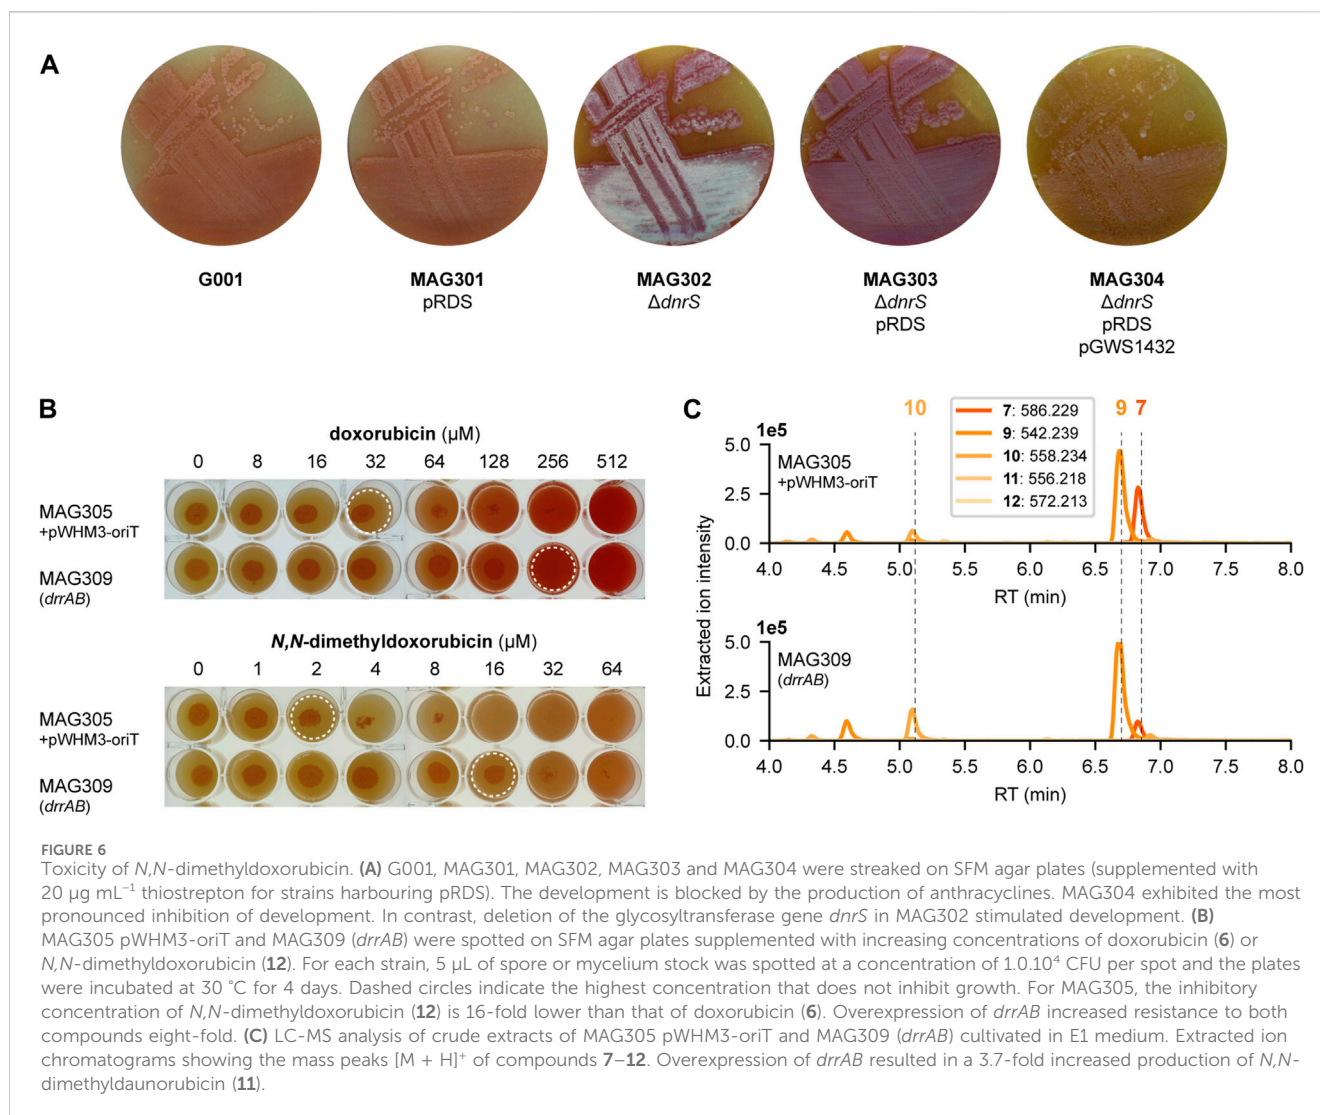 A
G001
MAG301
pRDS
MAG302
ΔdnrS
MAG303
ΔdnrS
pRDS
MAG304
ΔdnrS
pRDS
pGWS1432
B
doxorubicin (µM)
0 8 16 32 64 128 256 512
MAG305
+pWHM3-oriT
MAG309
(drrAB)
N,N-dimethyldoxorubicin (µM)
0 1 2 4 8 16 32 64
MAG305
+pWHM3-oriT
MAG309
(drrAB)
C
10
9 7
7: 586.229
9: 542.239
10: 558.234
11: 556.218
12: 572.213
1e5
5.0
2.5
0.0
MAG305
+pWHM3-oriT
4.0 4.5 5.0 5.5 6.0 6.5 7.0 7.5 8.0
RT (min)
Extracted ion intensity
1e5
5.0
2.5
0.0
MAG309
(drrAB)
4.0 4.5 5.0 5.5 6.0 6.5 7.0 7.5 8.0
RT (min)
FIGURE 6
Toxicity of N,N-dimethyldoxorubicin. (A) G001, MAG301, MAG302, MAG303 and MAG304 were streaked on SFM agar plates (supplemented with
20 µg mL⁻¹ thiostrepton for strains harbouring pRDS). The development is blocked by the production of anthracyclines. MAG304 exhibited the most
pronounced inhibition of development. In contrast, deletion of the glycosyltransferase gene dnrS in MAG302 stimulated development. (B)
MAG305 pWHM3-oriT and MAG309 (drrAB) were spotted on SFM agar plates supplemented with increasing concentrations of doxorubicin (6) or
N,N-dimethyldoxorubicin (12). For each strain, 5 µL of spore or mycelium stock was spotted at a concentration of 1.0.10⁴ CFU per spot and the plates
were incubated at 30 °C for 4 days. Dashed circles indicate the highest concentration that does not inhibit growth. For MAG305, the inhibitory
concentration of N,N-dimethyldoxorubicin (12) is 16-fold lower than that of doxorubicin (6). Overexpression of drrAB increased resistance to both
compounds eight-fold. (C) LC-MS analysis of crude extracts of MAG305 pWHM3-oriT and MAG309 (drrAB) cultivated in E1 medium. Extracted ion
chromatograms showing the mass peaks [M + H]⁺ of compounds 7–12. Overexpression of drrAB resulted in a 3.7-fold increased production of N,N-
dimethyldaunorubicin (11).